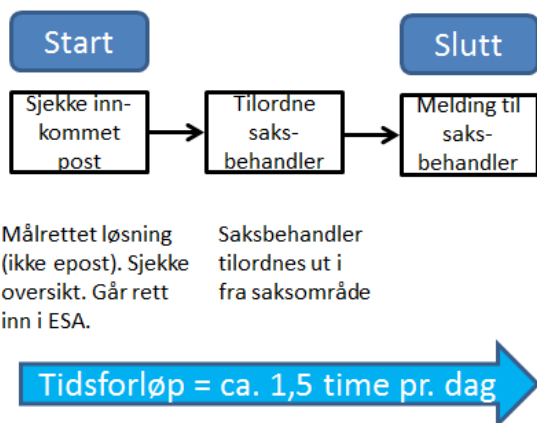 Start
Slutt
Sjekke inn-
kommet
post
Tilordne
saks-
behandler
Melding til
saks-
behandler
Målrettet løsning
(ikke epost). Sjekke
oversikt. Går rett
inn i ESA.
Saksbehandler
tilordnes ut i
fra saksområde
Tidsforløp = ca. 1,5 time pr. dag